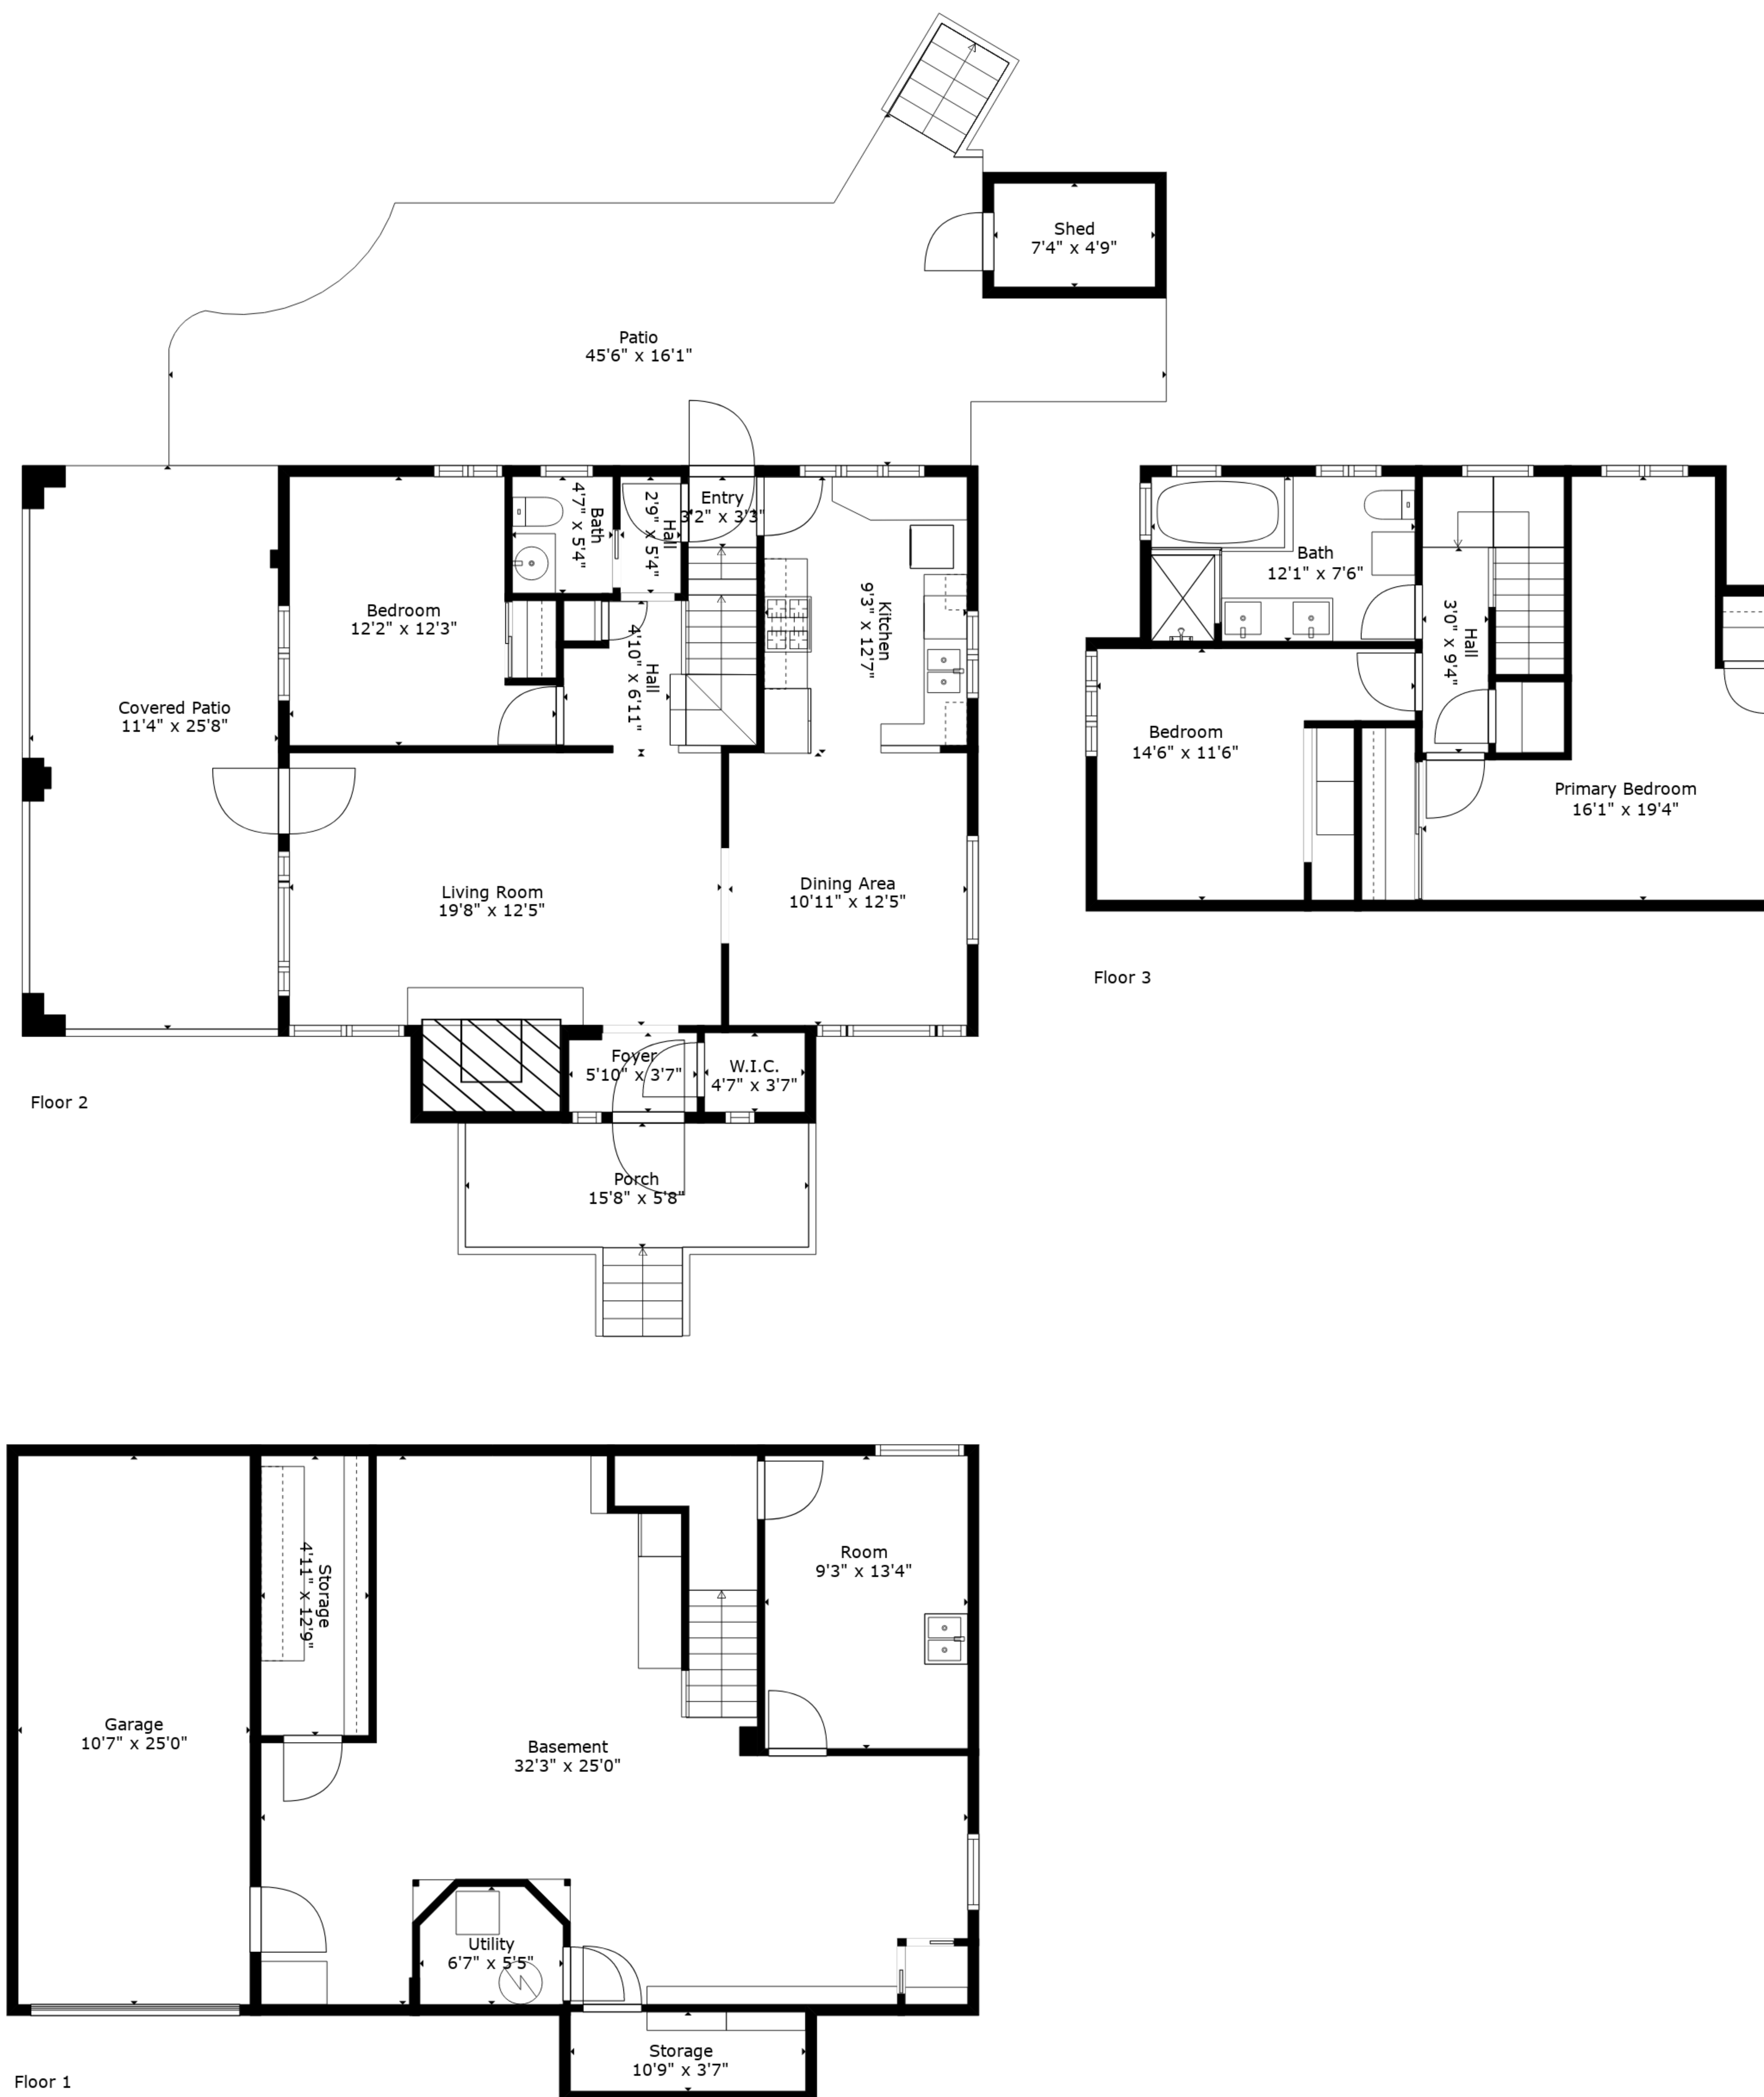 Shed
7'4" x 4'9"
Patio
45'6" x 16'1"
Bath
4'7" x 5'4"
Hall
2'9" x 5'4"
Entry
3'2" x 3'3"
Bedroom
12'2" x 12'3"
Kitchen
9'3" x 12'7"
Hall
4'10" x 6'11"
Covered Patio
11'4" x 25'8"
Living Room
19'8" x 12'5"
Dining Area
10'11" x 12'5"
Foyer
5'10" x 3'7"
W.I.C.
4'7" x 3'7"
Floor 2
Porch
15'8" x 5'8"
Bath
12'1" x 7'6"
Hall
3'0" x 9'4"
Bedroom
14'6" x 11'6"
Primary Bedroom
16'1" x 19'4"
Floor 3
Storage
4'11" x 12'9"
Room
9'3" x 13'4"
Garage
10'7" x 25'0"
Basement
32'3" x 25'0"
Utility
6'7" x 5'5"
Storage
10'9" x 3'7"
Floor 1